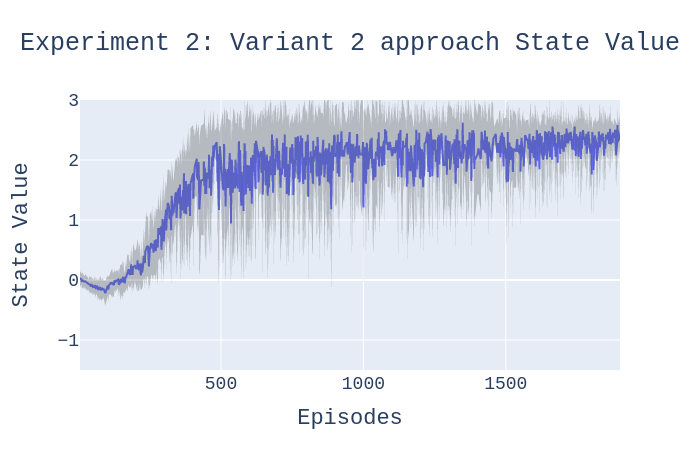 Experiment 2: Variant 2 approach State Value
3
2
1
0
−1
State Value
500
1000
1500
Episodes